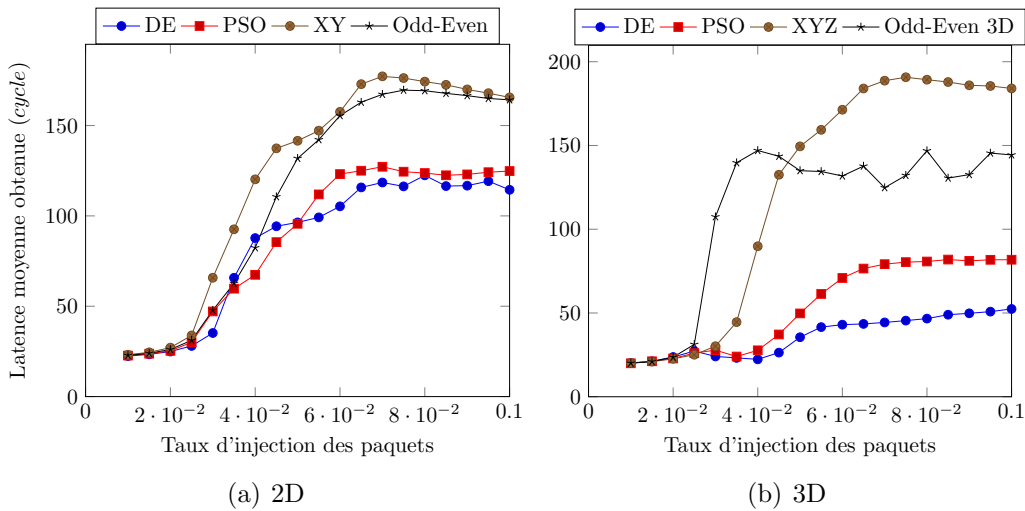 DE PSO XY Odd-Even
Latence moyenne obtenue (cycle)
150
100
50
0
0 2 · 10⁻² 4 · 10⁻² 6 · 10⁻² 8 · 10⁻² 0.1
Taux d'injection des paquets
(a) 2D
DE PSO XYZ Odd-Even 3D
200
150
100
50
0
0 2 · 10⁻² 4 · 10⁻² 6 · 10⁻² 8 · 10⁻² 0.1
Taux d'injection des paquets
(b) 3D